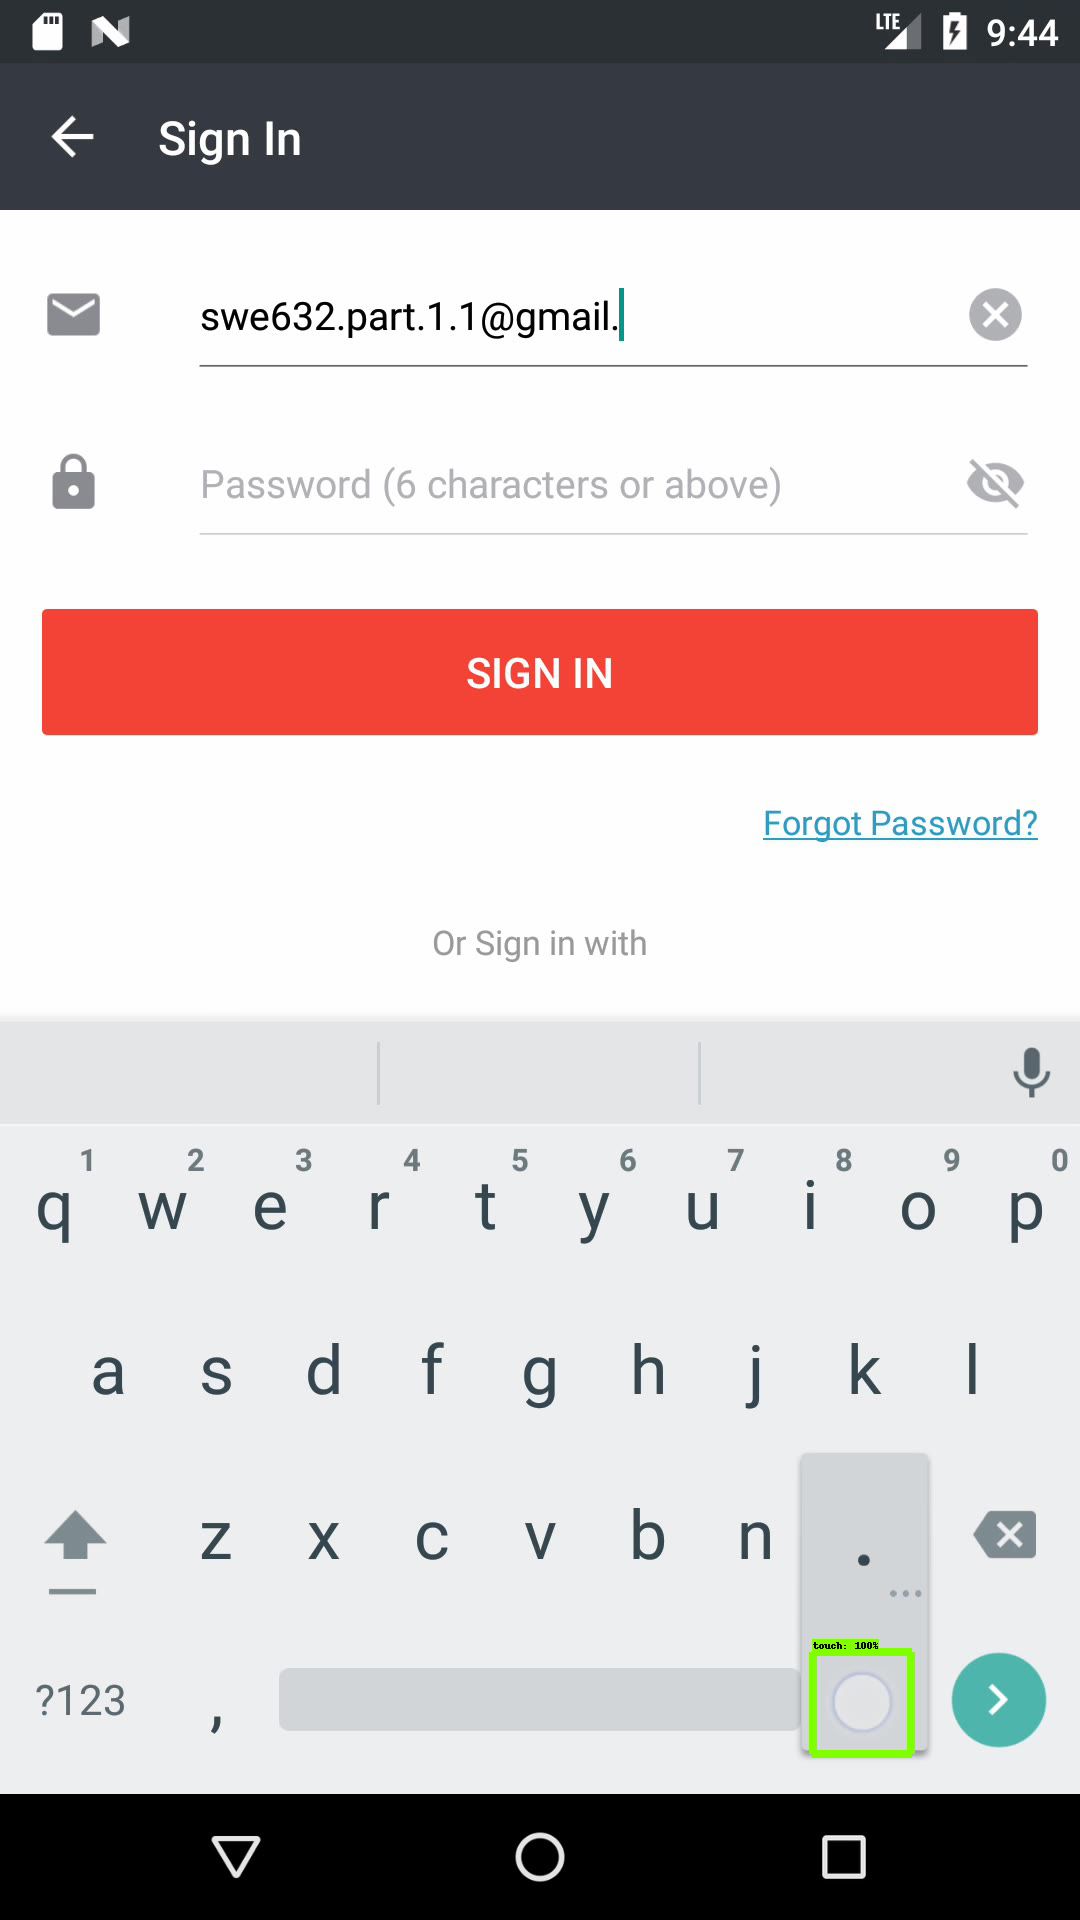 LTE 9:44
Sign In
swe632.part.1.1@gmail.
Password (6 characters or above)
SIGN IN
Forgot Password?
Or Sign in with
1 2 3 4 5 6 7 8 9 0
q w e r t y u i o p
a s d f g h j k l
z x c v b n .
...
touch: 100%
?123 ,